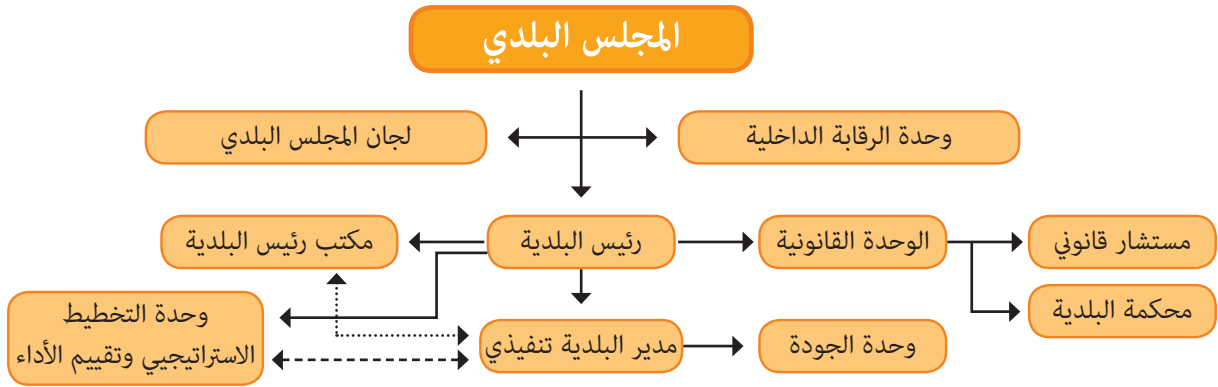 المجلس البلدي
وحدة الرقابة الداخلية
لجان المجلس البلدي
مستشار قانوني
الوحدة القانونية
رئيس البلدية
مكتب رئيس البلدية
محكمة البلدية
وحدة الجودة
مدير البلدية تنفيذي
وحدة التخطيط
الاستراتيجيي وتقييم الأداء